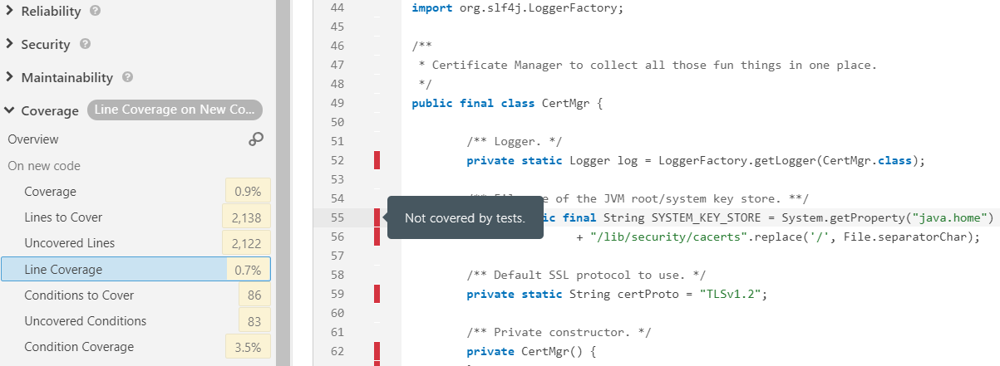 Reliability ?
Security ?
Maintainability ?
Coverage Line Coverage on New Co...
Overview
On new code
Coverage 0.9%
Lines to Cover 2,138
Uncovered Lines 2,122
Line Coverage 0.7%
Conditions to Cover 86
Uncovered Conditions 83
Condition Coverage 3.5%
44 import org.slf4j.LoggerFactory;
45
46 /**
47 * Certificate Manager to collect all those fun things in one place.
48 */
49 public final class CertMgr {
50
51 /** Logger. */
52 private static Logger log = LoggerFactory.getLogger(CertMgr.class);
53
54 of the JVM root/system key store. **/
55 Not covered by tests. ic final String SYSTEM_KEY_STORE = System.getProperty("java.home")
56 + "/lib/security/cacerts".replace('/', File.separatorChar);
57
58 /** Default SSL protocol to use. */
59 private static String certProto = "TLSv1.2";
60
61 /** Private constructor. */
62 private CertMgr() {